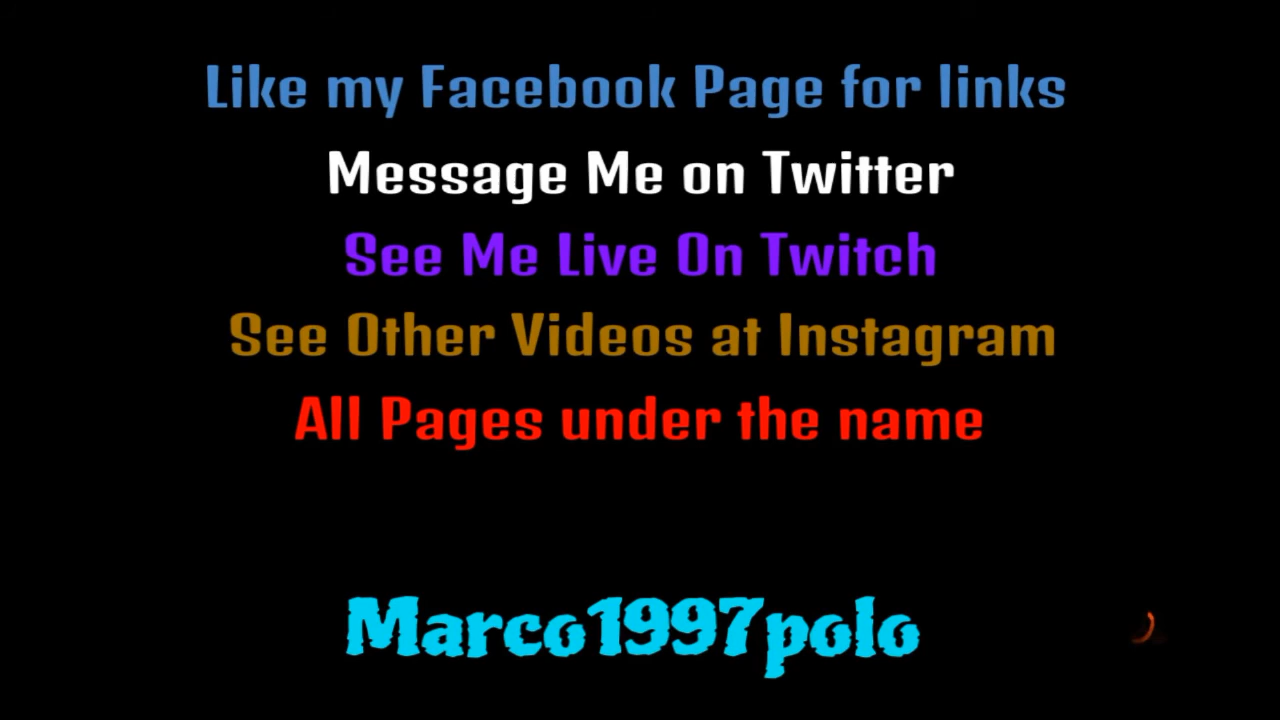 Like my Facebook Page for links
Message Me on Twitter
See Me Live On Twitch
See Other Videos at Instagram
All Pages under the name
Marco1997polo